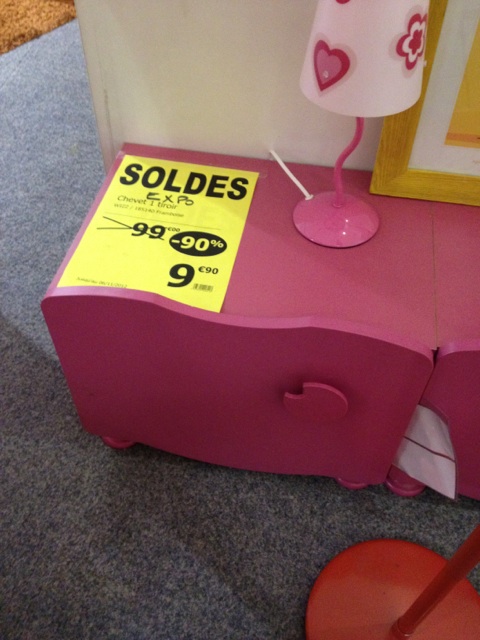 SOLDES
EXPO
Chevet 1 tiroir
99€00 -90%
9€90